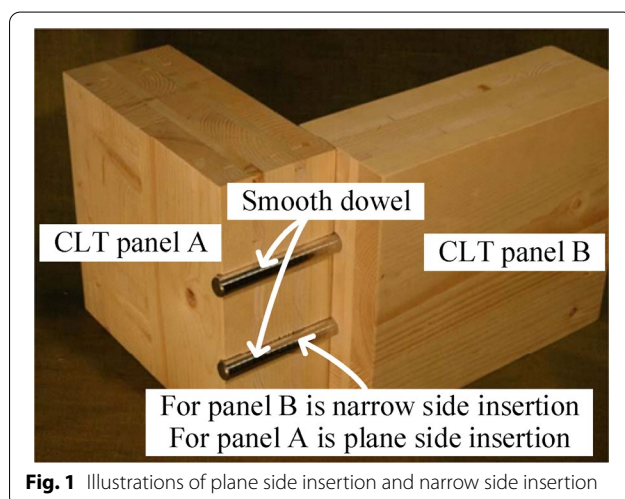 Smooth dowel
CLT panel A
CLT panel B
For panel B is narrow side insertion
For panel A is plane side insertion
Fig. 1 Illustrations of plane side insertion and narrow side insertion